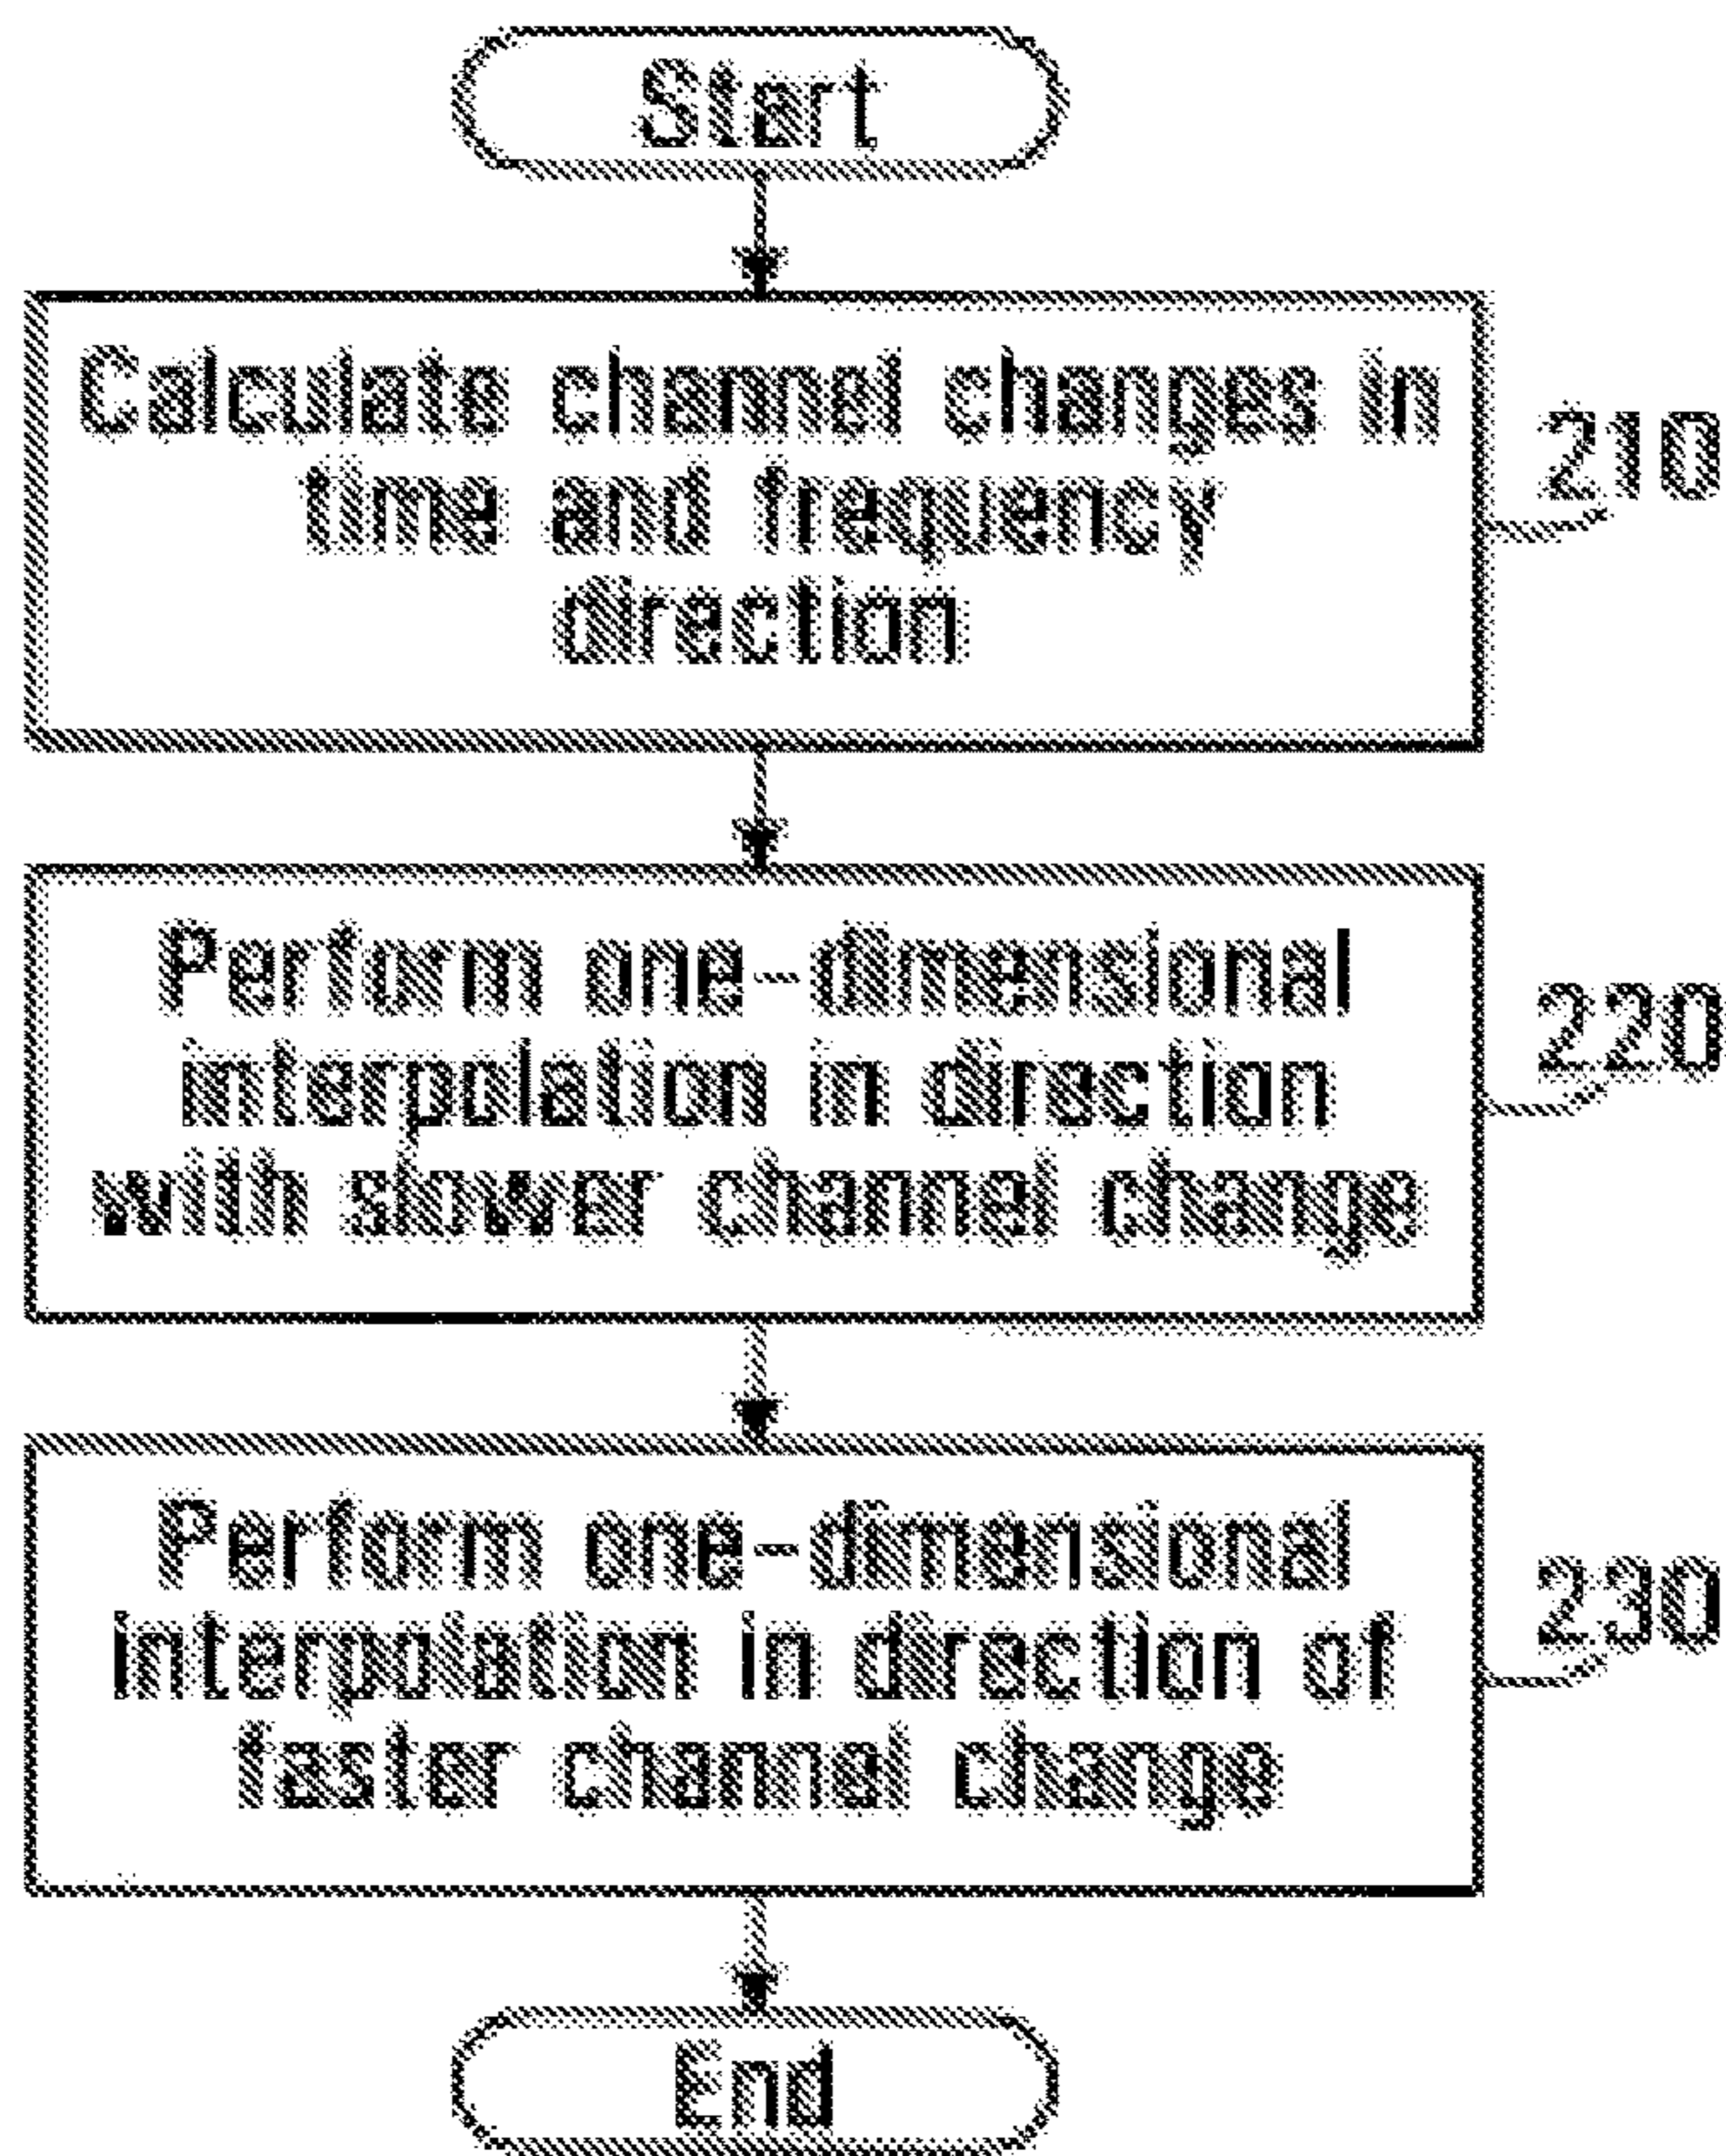 Start
Calculate channel changes in
time and frequency
direction
210
Perform one-dimensional
interpolation in direction
with slower channel change
220
Perform one-dimensional
interpolation in direction of
faster channel change
230
End